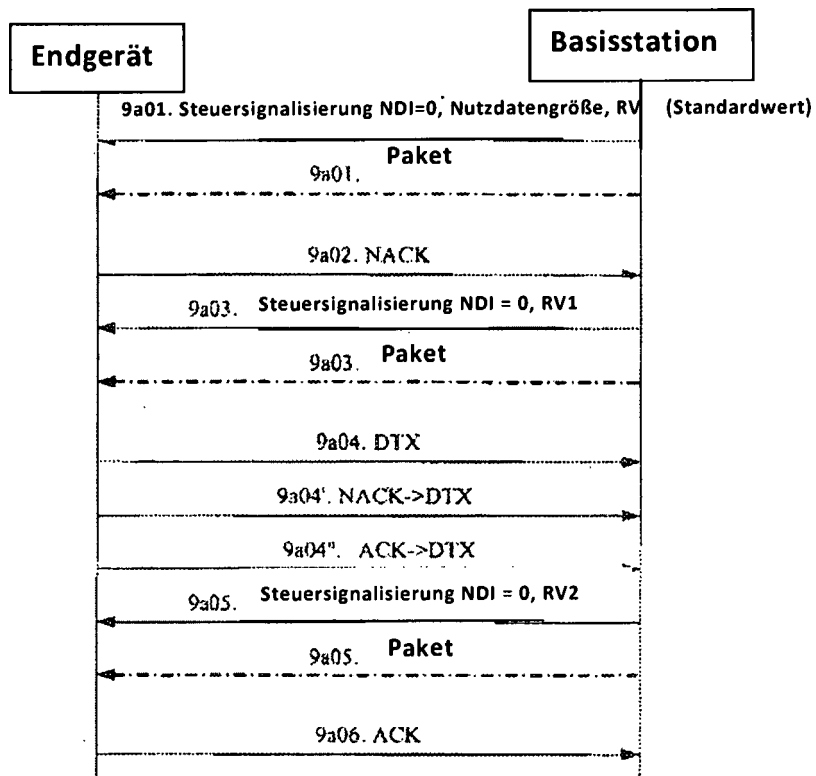 Endgerät
Basisstation
9a01. Steuersignalisierung NDI=0, Nutzdatengröße, RV (Standardwert)
9a01. Paket
9a02. NACK
9a03. Steuersignalisierung NDI = 0, RV1
9a03. Paket
9a04. DTX
9a04'. NACK->DTX
9a04". ACK->DTX
9a05. Steuersignalisierung NDI = 0, RV2
9a05. Paket
9a06. ACK